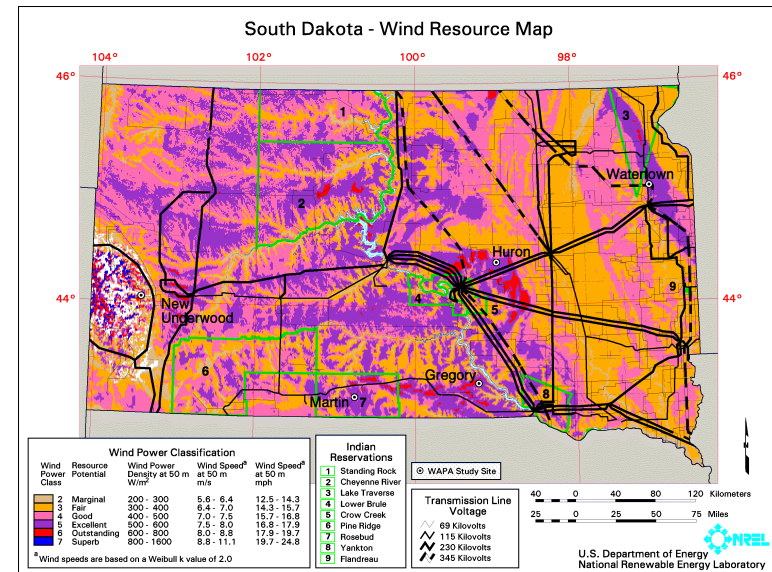 South Dakota - Wind Resource Map
104° 102° 100° 98°
46° 46°
1
3
Watertown
2
Huron
44° 44°
New
Underwood
4
5
9
6
Gregory
Martin 7
8
Wind Power Classification
Wind Power Class
Resource Potential
Wind Power Density at 50 m W/m²
Wind Speedᵃ at 50 m m/s
Wind Speedᵃ at 50 m mph
2 Marginal 200 - 300 5.6 - 6.4 12.5 - 14.3
3 Fair 300 - 400 6.4 - 7.0 14.3 - 15.7
4 Good 400 - 500 7.0 - 7.5 15.7 - 16.8
5 Excellent 500 - 600 7.5 - 8.0 16.8 - 17.9
6 Outstanding 600 - 800 8.0 - 8.8 17.9 - 19.7
7 Superb 800 - 1600 8.8 - 11.1 19.7 - 24.8
ᵃ Wind speeds are based on a Weibull k value of 2.0
Indian
Reservations
1 Standing Rock
2 Cheyenne River
3 Lake Traverse
4 Lower Brule
5 Crow Creek
6 Pine Ridge
7 Rosebud
8 Yankton
9 Flandreau
WAPA Study Site
Transmission Line
Voltage
69 Kilovolts
115 Kilovolts
230 Kilovolts
345 Kilovolts
40 0 40 80 120 Kilometers
25 0 25 50 75 Miles
NREL
U.S. Department of Energy
National Renewable Energy Laboratory